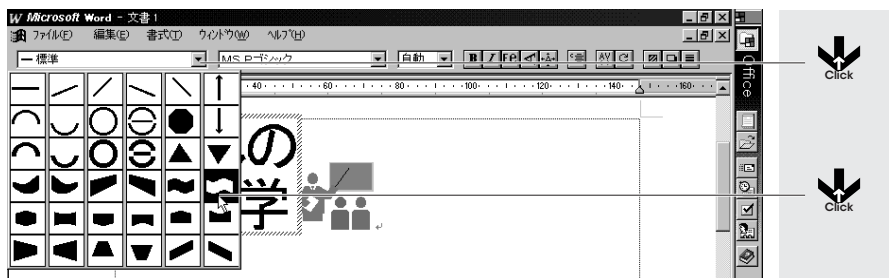 Microsoft Word - 文書 1
ファイル(F) 編集(E) 書式(T) ウィンドウ(W) ヘルプ(H)
一 標準 MS Pゴシック 自動 B I
Click
40 60 80 100 120 140 160
Office
の
学
Click